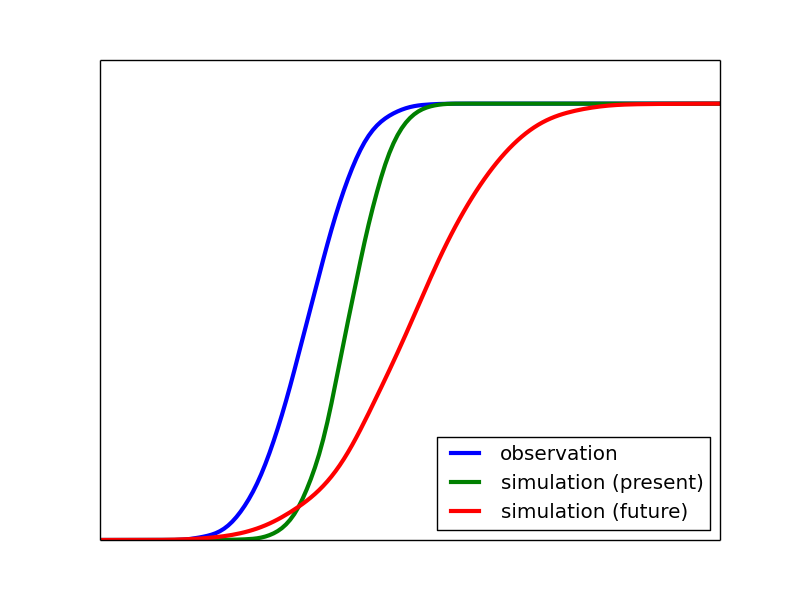 observation
simulation (present)
simulation (future)